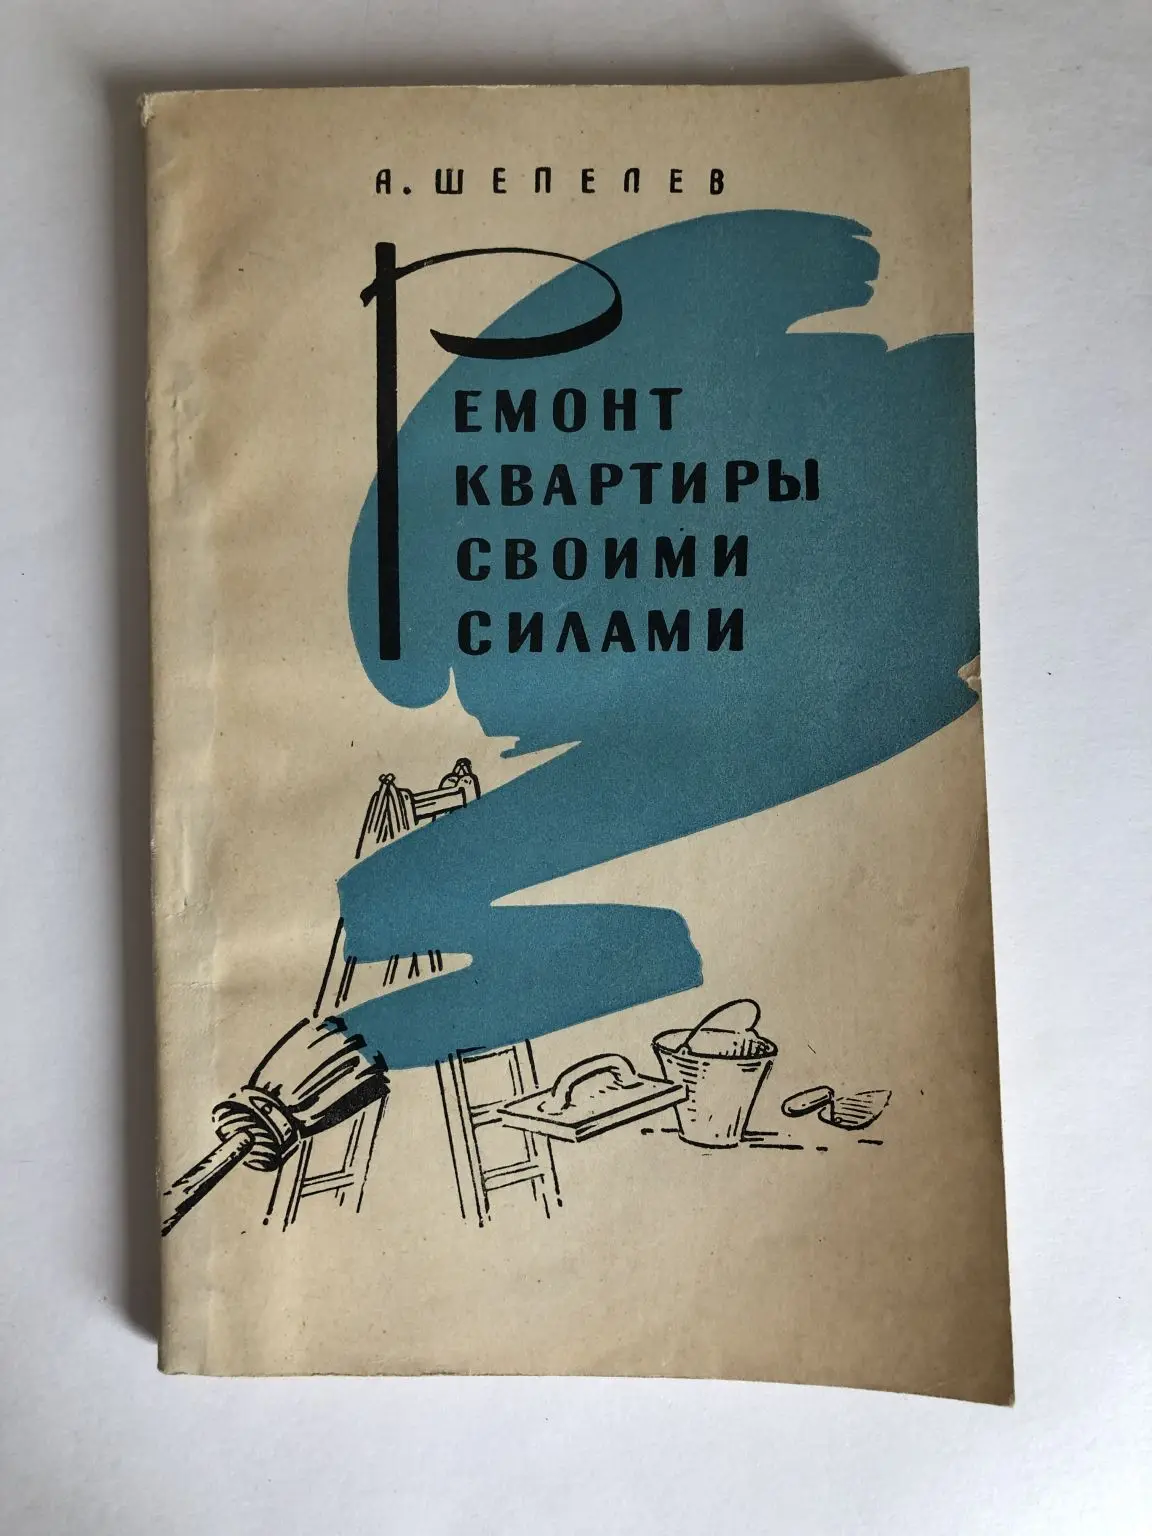 А. ШЕПЕЛЕВ
РЕМОНТ
КВАРТИРЫ
СВОИМИ
СИЛАМИ